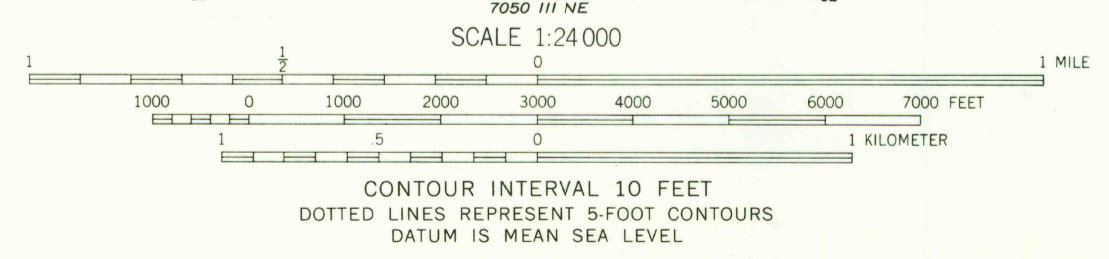 7050 III NE
SCALE 1:24 000
1 1/2 0 1 MILE
1000 0 1000 2000 3000 4000 5000 6000 7000 FEET
1 .5 0 1 KILOMETER
CONTOUR INTERVAL 10 FEET
DOTTED LINES REPRESENT 5-FOOT CONTOURS
DATUM IS MEAN SEA LEVEL